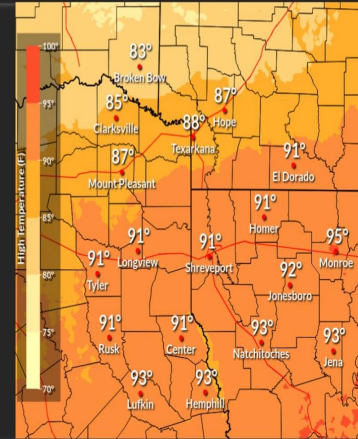 100°
95°
90°
85°
80°
75°
70°
High Temperature (F)
83°
Broken Bow
85°
Clarksville
87°
Hope
88°
Texarkana
87°
Mount Pleasant
91°
El Dorado
91°
Homer
91°
Longview
91°
Shreveport
95°
Monroe
91°
Tyler
92°
Jonesboro
91°
Rusk
91°
Center
93°
Natchitoches
93°
Jena
93°
Lufkin
93°
Hemphill